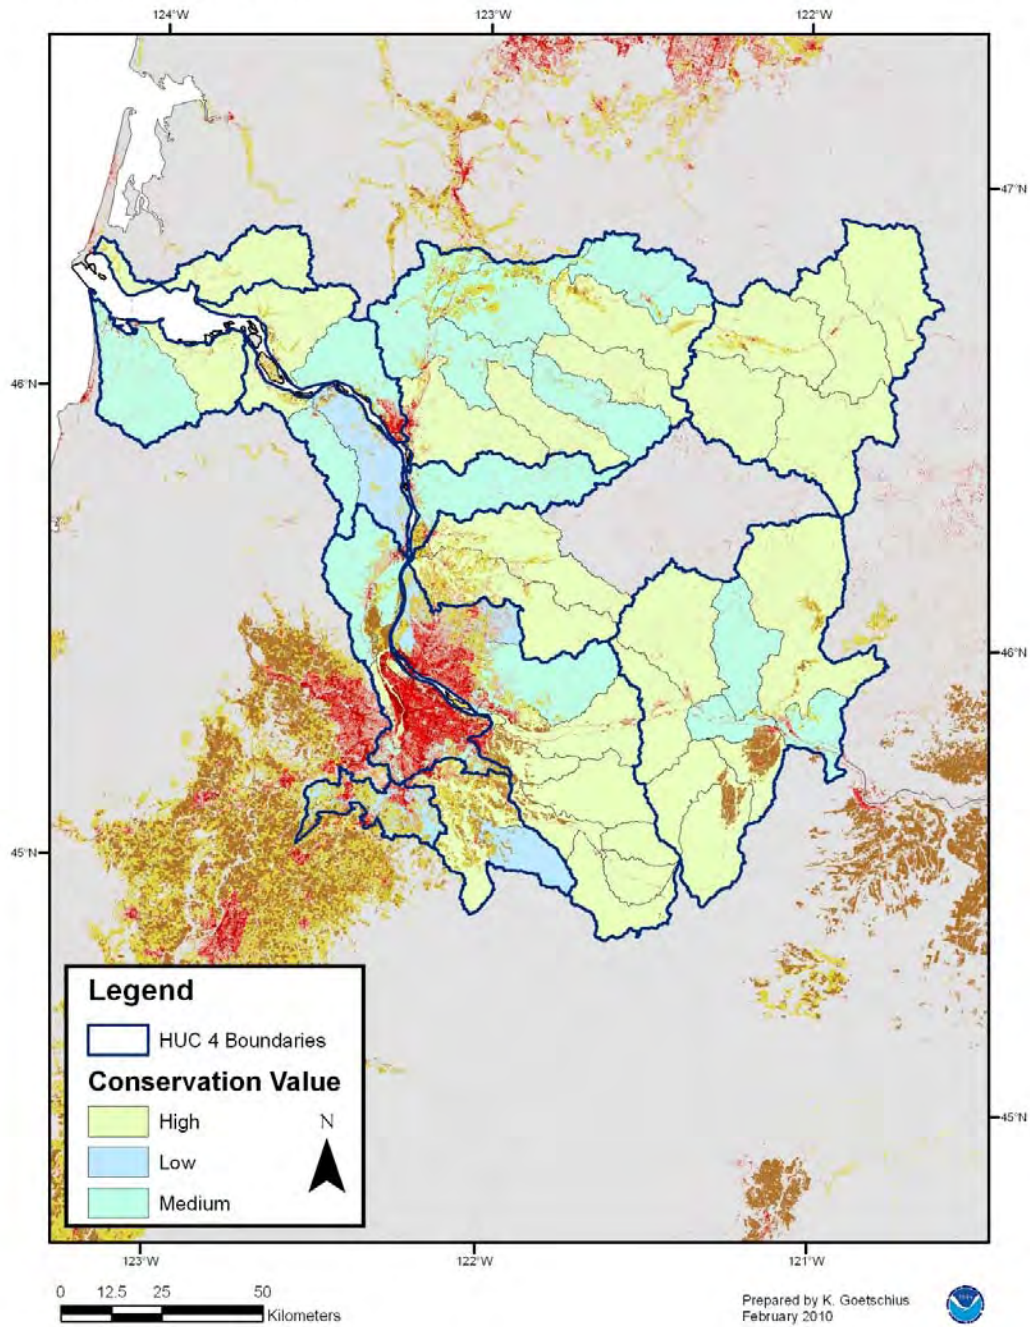 124°W 123°W 122°W
47°N
46°N
46°N
45°N
45°N
Legend
HUC 4 Boundaries
Conservation Value
High
N
Low
Medium
123°W 122°W 121°W
0 12.5 25 50
Kilometers
Prepared by K. Goetschius
February 2010